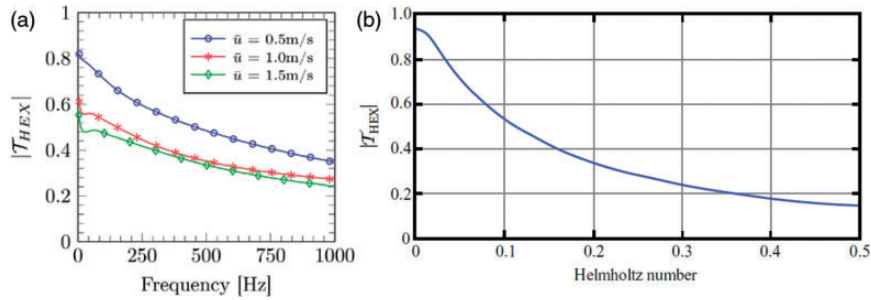 (a)
|𝒯_HEX|
1
0.8
0.6
0.4
0.2
0
0
250
500
750
1000
Frequency [Hz]
ū = 0.5m/s
ū = 1.0m/s
ū = 1.5m/s
(b)
|𝒯_HEX|
1.0
0.8
0.6
0.4
0.2
0
0
0.1
0.2
0.3
0.4
0.5
Helmholtz number